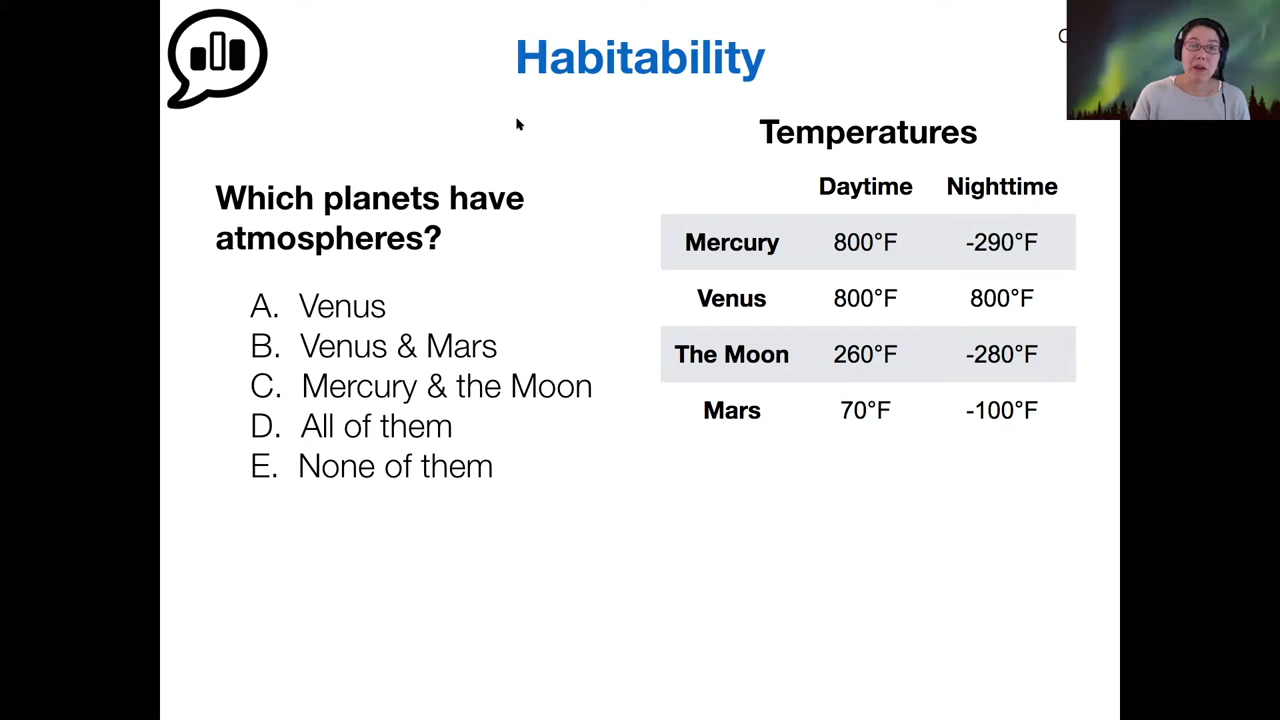 Habitability
Which planets have
atmospheres?
A. Venus
B. Venus & Mars
C. Mercury & the Moon
D. All of them
E. None of them
Temperatures
Daytime Nighttime
Mercury 800°F -290°F
Venus 800°F 800°F
The Moon 260°F -280°F
Mars 70°F -100°F